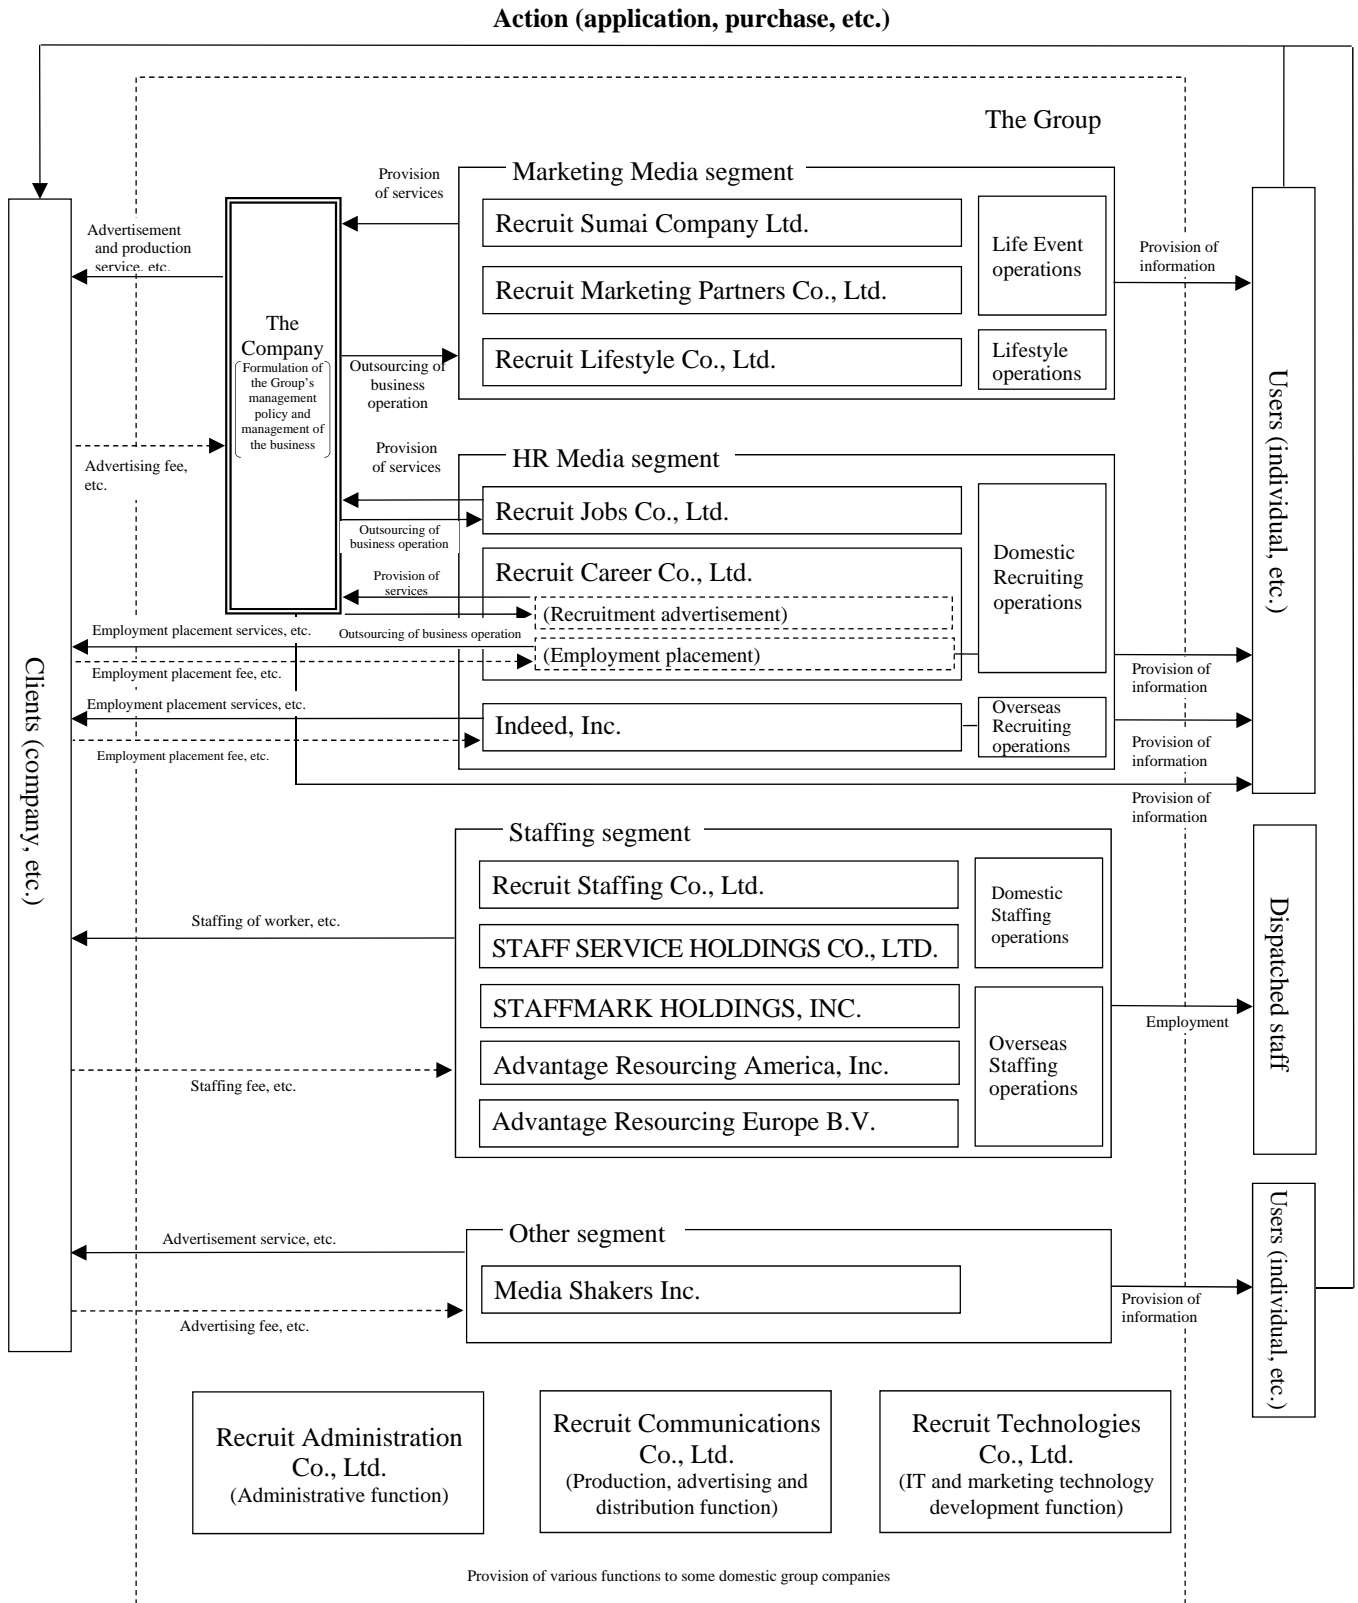 Action (application, purchase, etc.)
The Group
Marketing Media segment
Provision
of services
Recruit Sumai Company Ltd.
Life Event
operations
Advertisement
and production
service, etc.
Provision of
information
Recruit Marketing Partners Co., Ltd.
The
Company
Formulation of
the Group's
management
policy and
management of
the business
Outsourcing of
business
operation
Recruit Lifestyle Co., Ltd.
Lifestyle
operations
Users (individual, etc.)
Advertising fee,
etc.
Provision
of services
HR Media segment
Recruit Jobs Co., Ltd.
Outsourcing of
business operation
Domestic
Recruiting
operations
Recruit Career Co., Ltd.
Provision of
services
(Recruitment advertisement)
Employment placement services, etc.
Outsourcing of business operation
(Employment placement)
Employment placement fee, etc.
Provision of
information
Clients (company, etc.)
Employment placement services, etc.
Indeed, Inc.
Overseas
Recruiting
operations
Employment placement fee, etc.
Provision of
information
Provision of
information
Staffing segment
Recruit Staffing Co., Ltd.
Domestic
Staffing
operations
Staffing of worker, etc.
STAFF SERVICE HOLDINGS CO., LTD.
Dispatched staff
STAFFMARK HOLDINGS, INC.
Employment
Overseas
Staffing
operations
Advantage Resourcing America, Inc.
Staffing fee, etc.
Advantage Resourcing Europe B.V.
Other segment
Advertisement service, etc.
Media Shakers Inc.
Provision of
information
Advertising fee, etc.
Users (individual, etc.)
Recruit Administration
Co., Ltd.
(Administrative function)
Recruit Communications
Co., Ltd.
(Production, advertising and
distribution function)
Recruit Technologies
Co., Ltd.
(IT and marketing technology
development function)
Provision of various functions to some domestic group companies